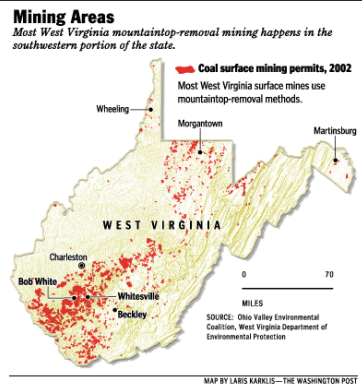 Mining Areas
Most West Virginia mountaintop-removal mining happens in the
southwestern portion of the state.
Coal surface mining permits, 2002
Most West Virginia surface mines use
mountaintop-removal methods.
Wheeling
Morgantown
Martinsburg
WEST VIRGINIA
Charleston
Bob White
Whitesville
Beckley
0 70
MILES
SOURCE: Ohio Valley Environmental
Coalition, West Virginia Department of
Environmental Protection
MAP BY LARIS KARKLIS—THE WASHINGTON POST